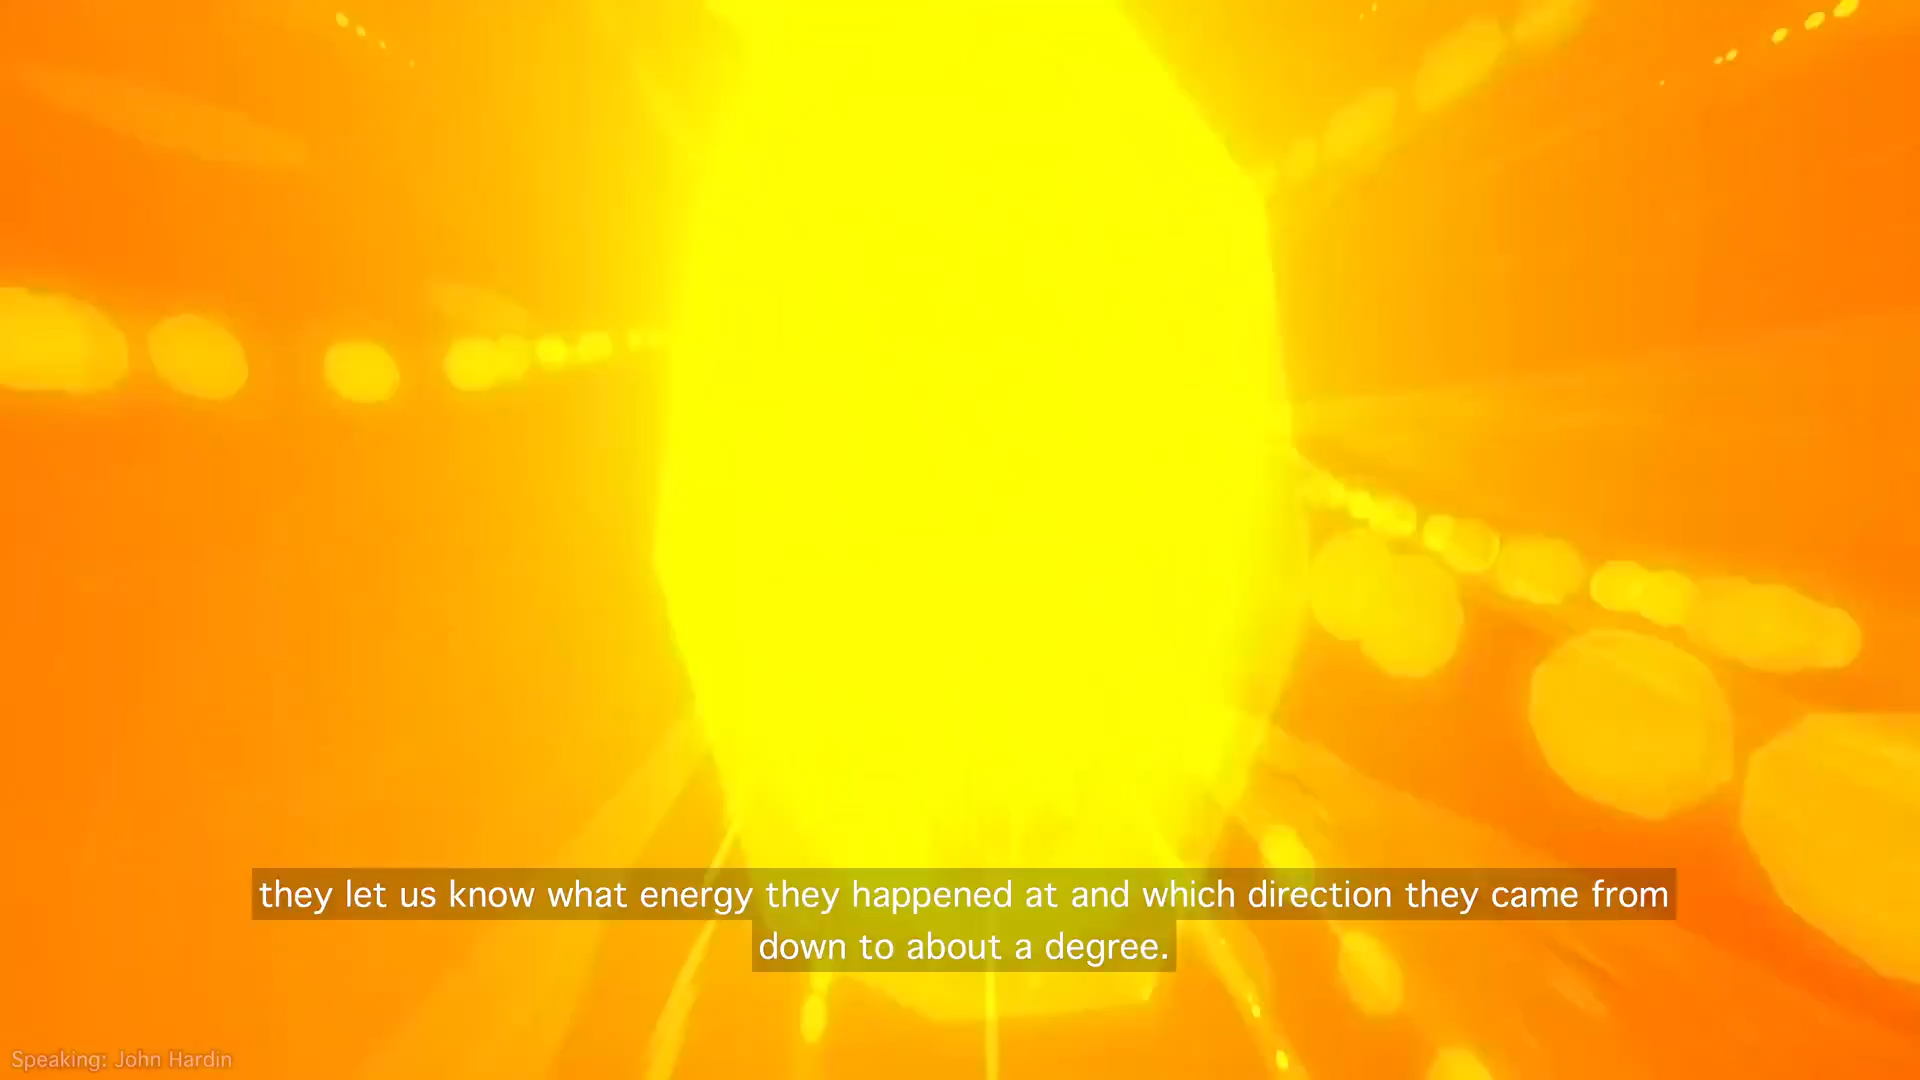 they let us know what energy they happened at and which direction they came from
down to about a degree.
Speaking: John Hardin